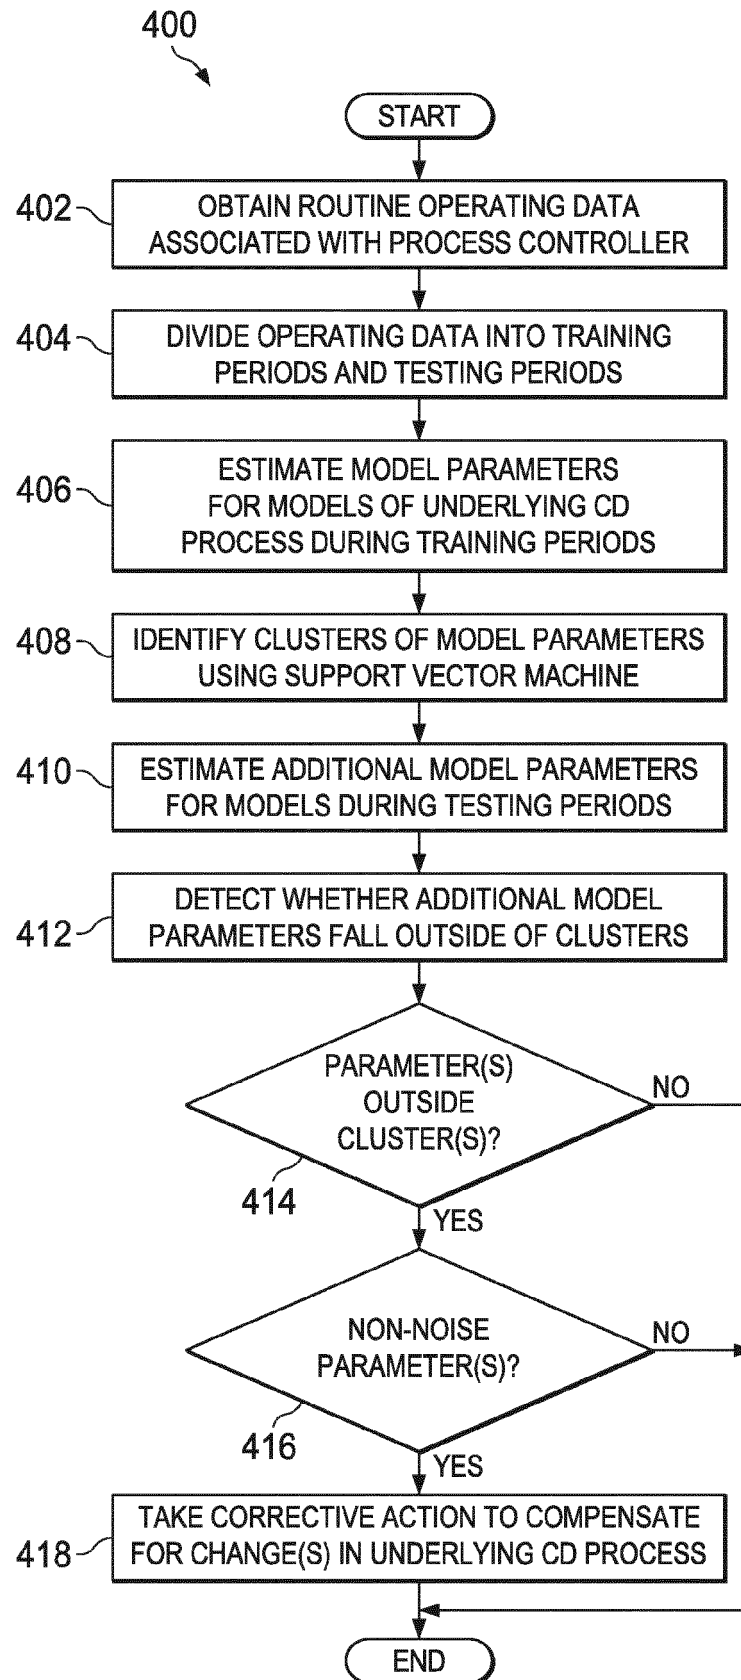 400
START
402
OBTAIN ROUTINE OPERATING DATA
ASSOCIATED WITH PROCESS CONTROLLER
404
DIVIDE OPERATING DATA INTO TRAINING
PERIODS AND TESTING PERIODS
406
ESTIMATE MODEL PARAMETERS
FOR MODELS OF UNDERLYING CD
PROCESS DURING TRAINING PERIODS
408
IDENTIFY CLUSTERS OF MODEL PARAMETERS
USING SUPPORT VECTOR MACHINE
410
ESTIMATE ADDITIONAL MODEL PARAMETERS
FOR MODELS DURING TESTING PERIODS
412
DETECT WHETHER ADDITIONAL MODEL
PARAMETERS FALL OUTSIDE OF CLUSTERS
PARAMETER(S)
OUTSIDE
CLUSTER(S)?
NO
414
YES
NON-NOISE
PARAMETER(S)?
NO
416
YES
418
TAKE CORRECTIVE ACTION TO COMPENSATE
FOR CHANGE(S) IN UNDERLYING CD PROCESS
END